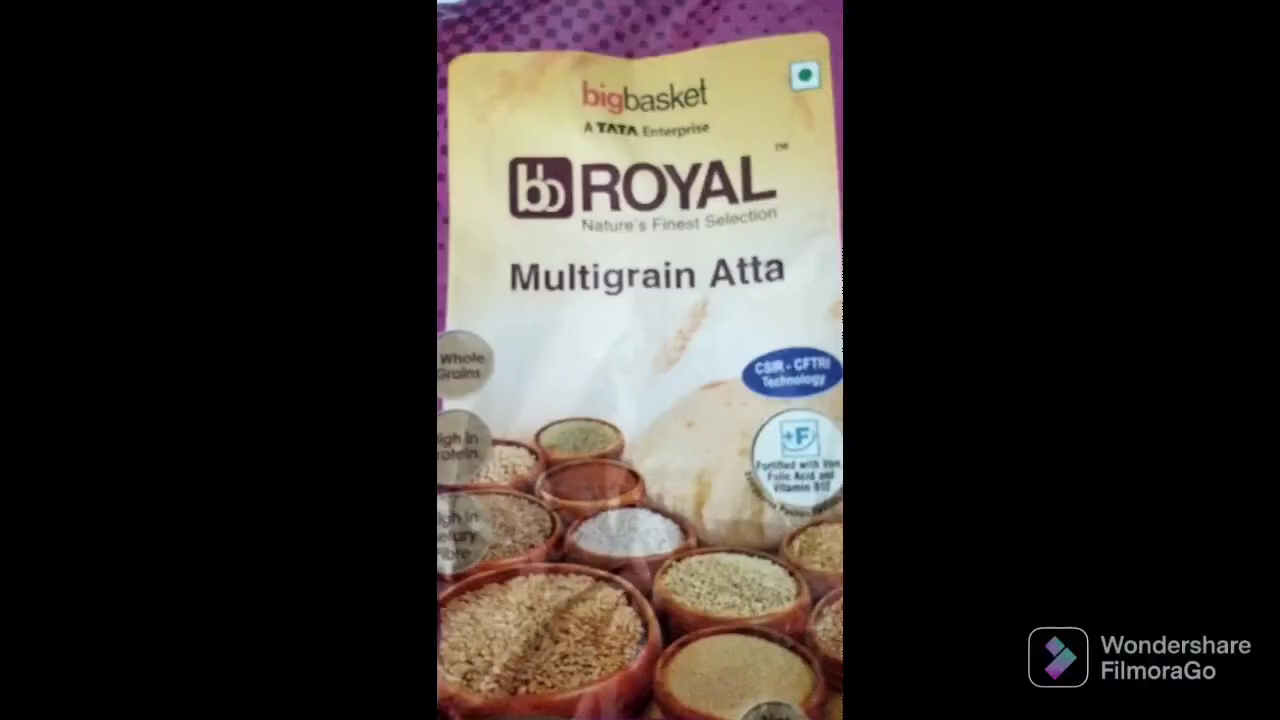 bigbasket
A TATA Enterprise
bb ROYAL™
Nature's Finest Selection
Multigrain Atta
Whole
Grains
CSIR - CFTRI
Technology
High in
Protein
+F
Fortified with Iron
Folic Acid and
Vitamin B12
High in
Dietary
Fibre
Wondershare
FilmoraGo